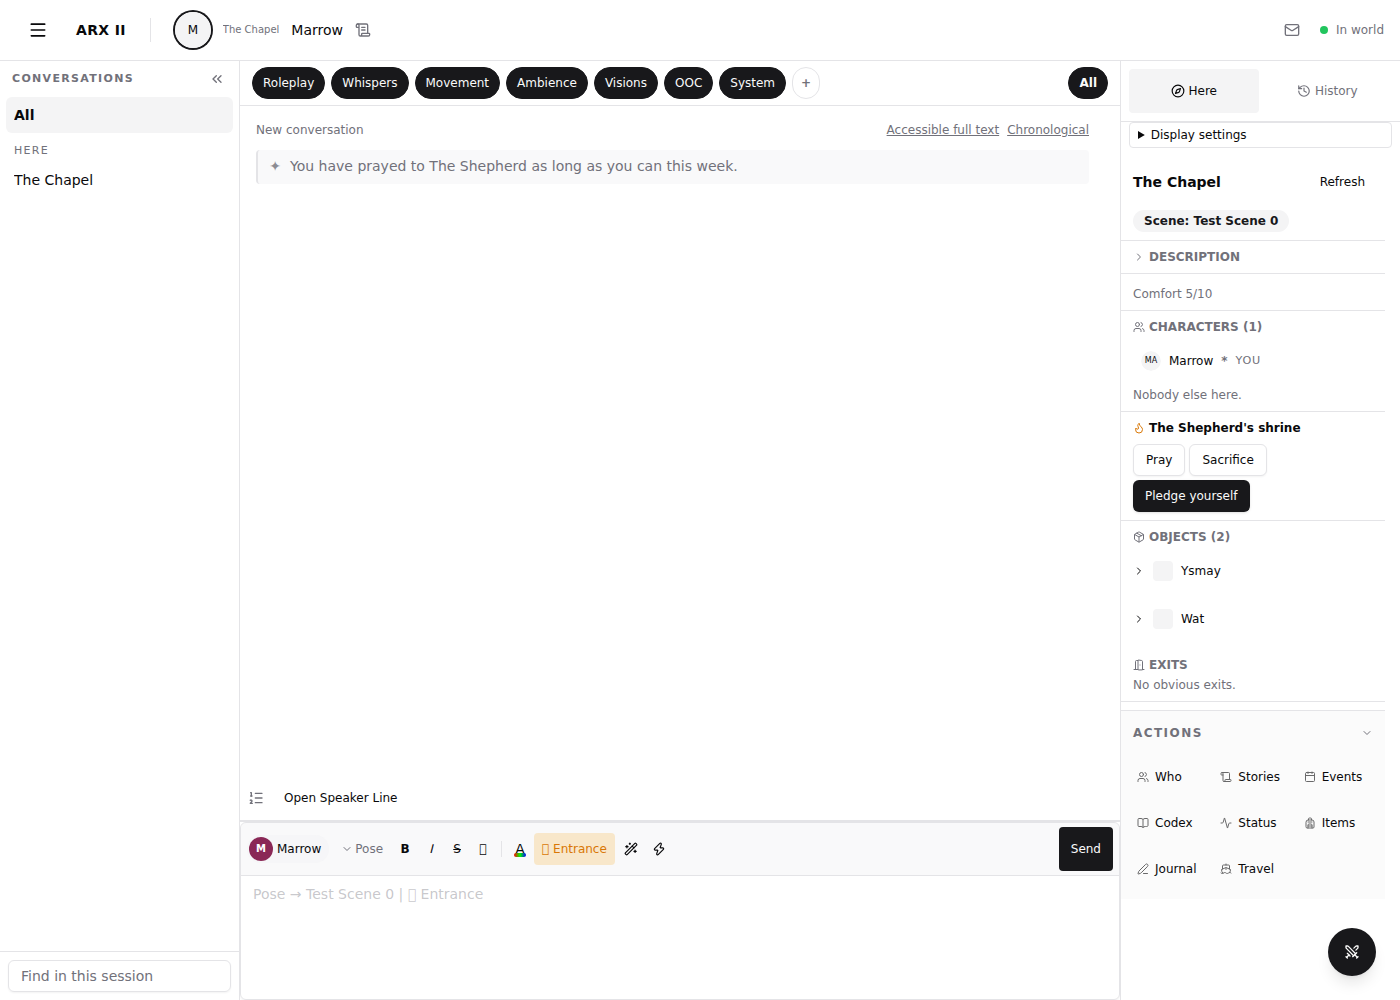 ARX II
M
The Chapel
Marrow
In world
CONVERSATIONS
All
HERE
The Chapel
Find in this session
Roleplay
Whispers
Movement
Ambience
Visions
OOC
System
+
All
New conversation
Accessible full text
Chronological
You have prayed to The Shepherd as long as you can this week.
Open Speaker Line
M
Marrow
Pose
B
I
S
A
Entrance
Send
Pose → Test Scene 0 | Entrance
Here
History
Display settings
The Chapel
Refresh
Scene: Test Scene 0
DESCRIPTION
Comfort 5/10
CHARACTERS (1)
MA
Marrow * YOU
Nobody else here.
The Shepherd's shrine
Pray
Sacrifice
Pledge yourself
OBJECTS (2)
Ysmay
Wat
EXITS
No obvious exits.
ACTIONS
Who
Stories
Events
Codex
Status
Items
Journal
Travel